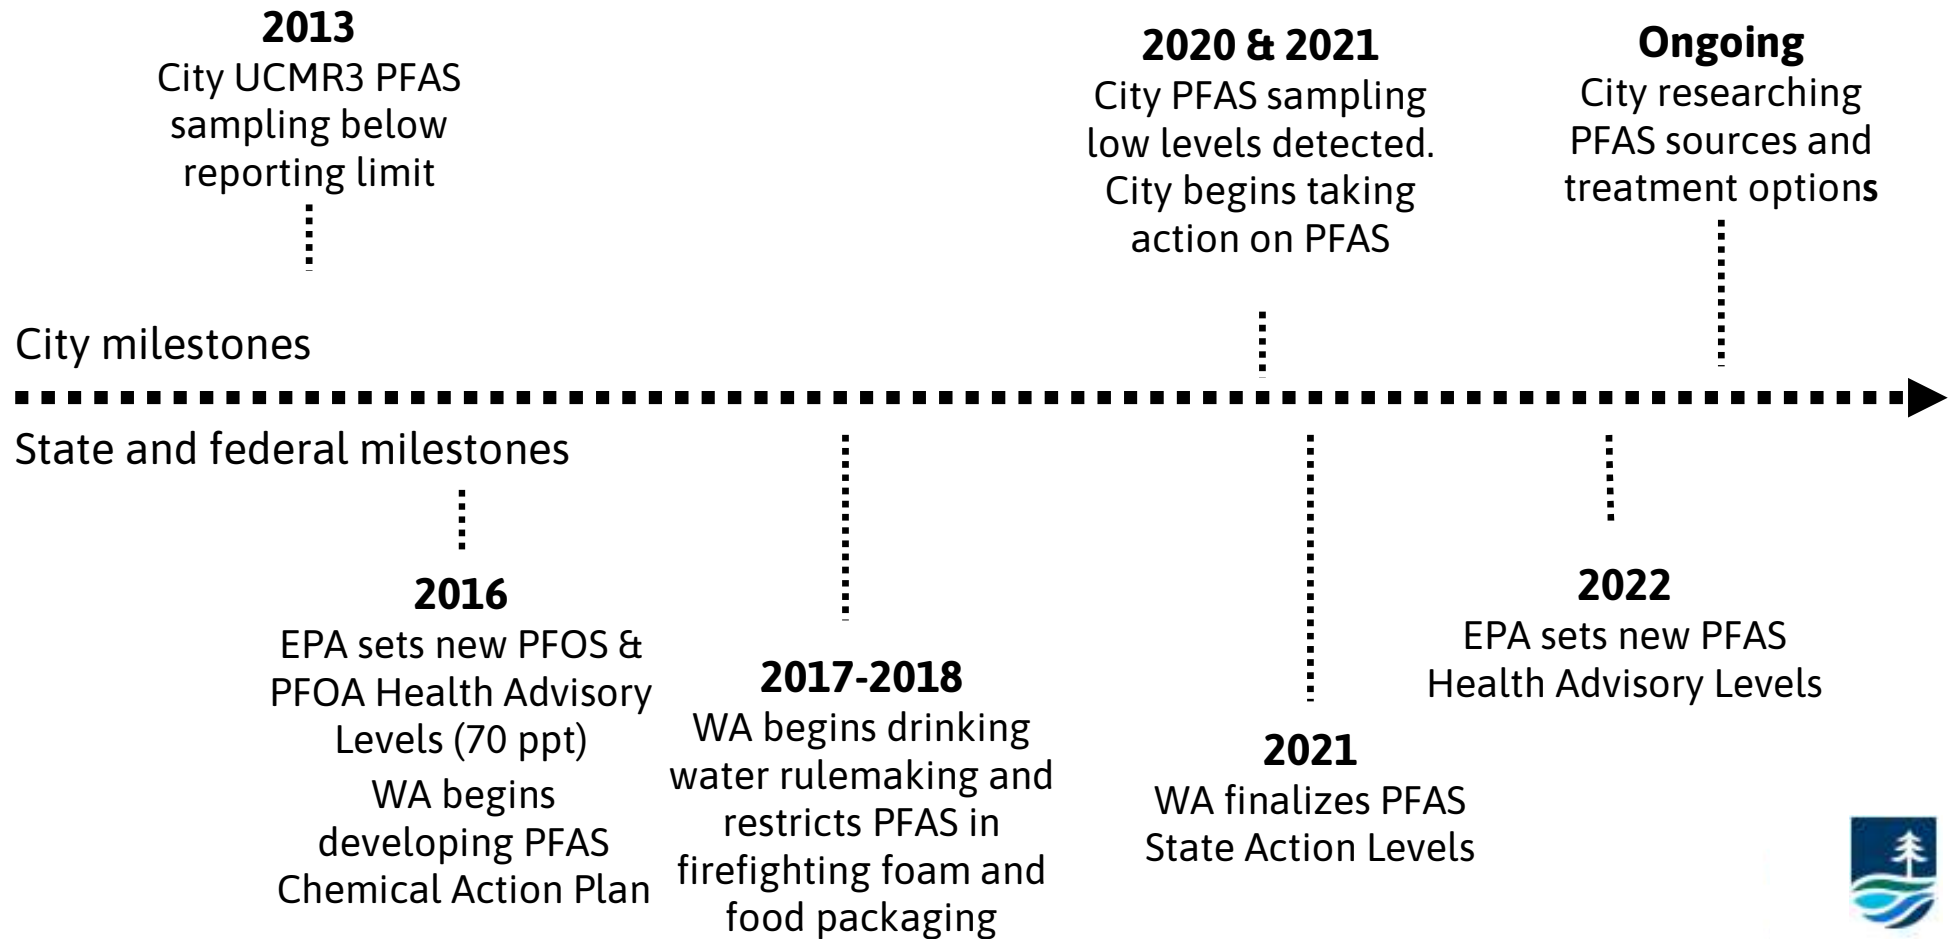 2013
City UCMR3 PFAS
sampling below
reporting limit
2020 & 2021
City PFAS sampling
low levels detected.
City begins taking
action on PFAS
Ongoing
City researching
PFAS sources and
treatment options
City milestones
State and federal milestones
2016
EPA sets new PFOS &
PFOA Health Advisory
Levels (70 ppt)
WA begins
developing PFAS
Chemical Action Plan
2017-2018
WA begins drinking
water rulemaking and
restricts PFAS in
firefighting foam and
food packaging
2021
WA finalizes PFAS
State Action Levels
2022
EPA sets new PFAS
Health Advisory Levels